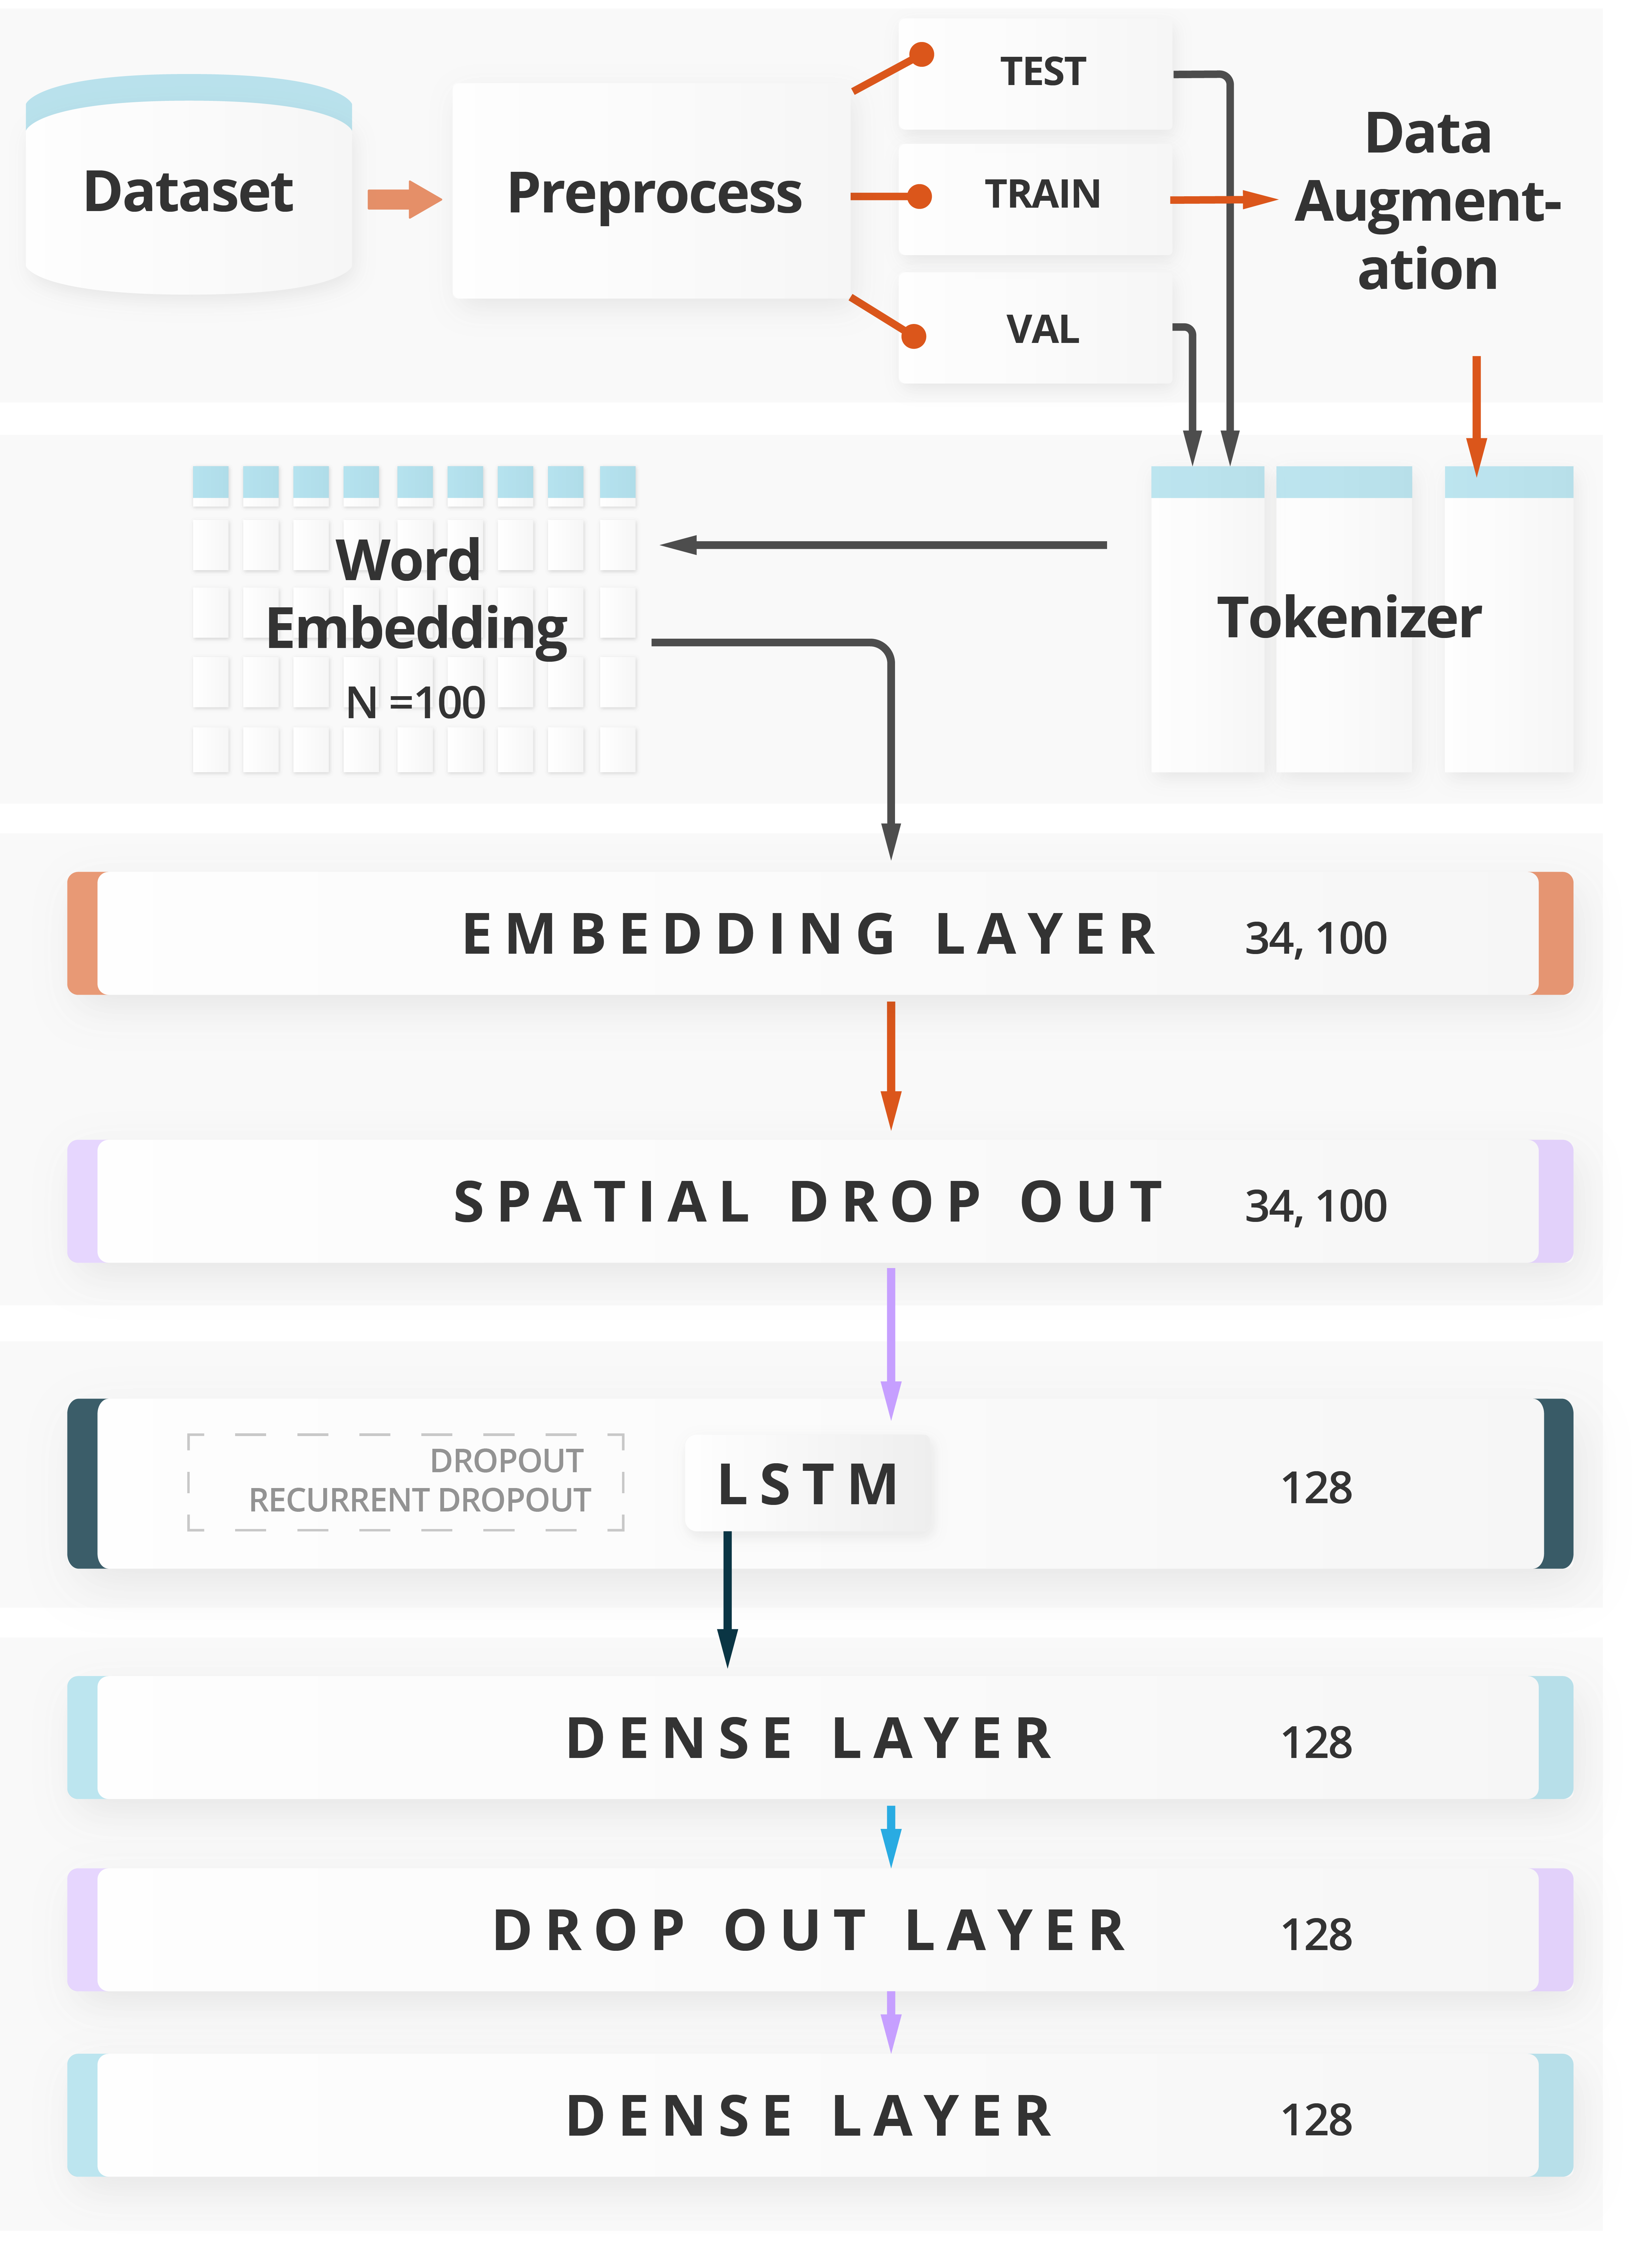 Dataset
Preprocess
TEST
TRAIN
VAL
Data
Augment-
ation
Word
Embedding
N =100
Tokenizer
EMBEDDING LAYER 34, 100
SPATIAL DROP OUT 34, 100
DROPOUT
RECURRENT DROPOUT
LSTM 128
DENSE LAYER 128
DROP OUT LAYER 128
DENSE LAYER 128